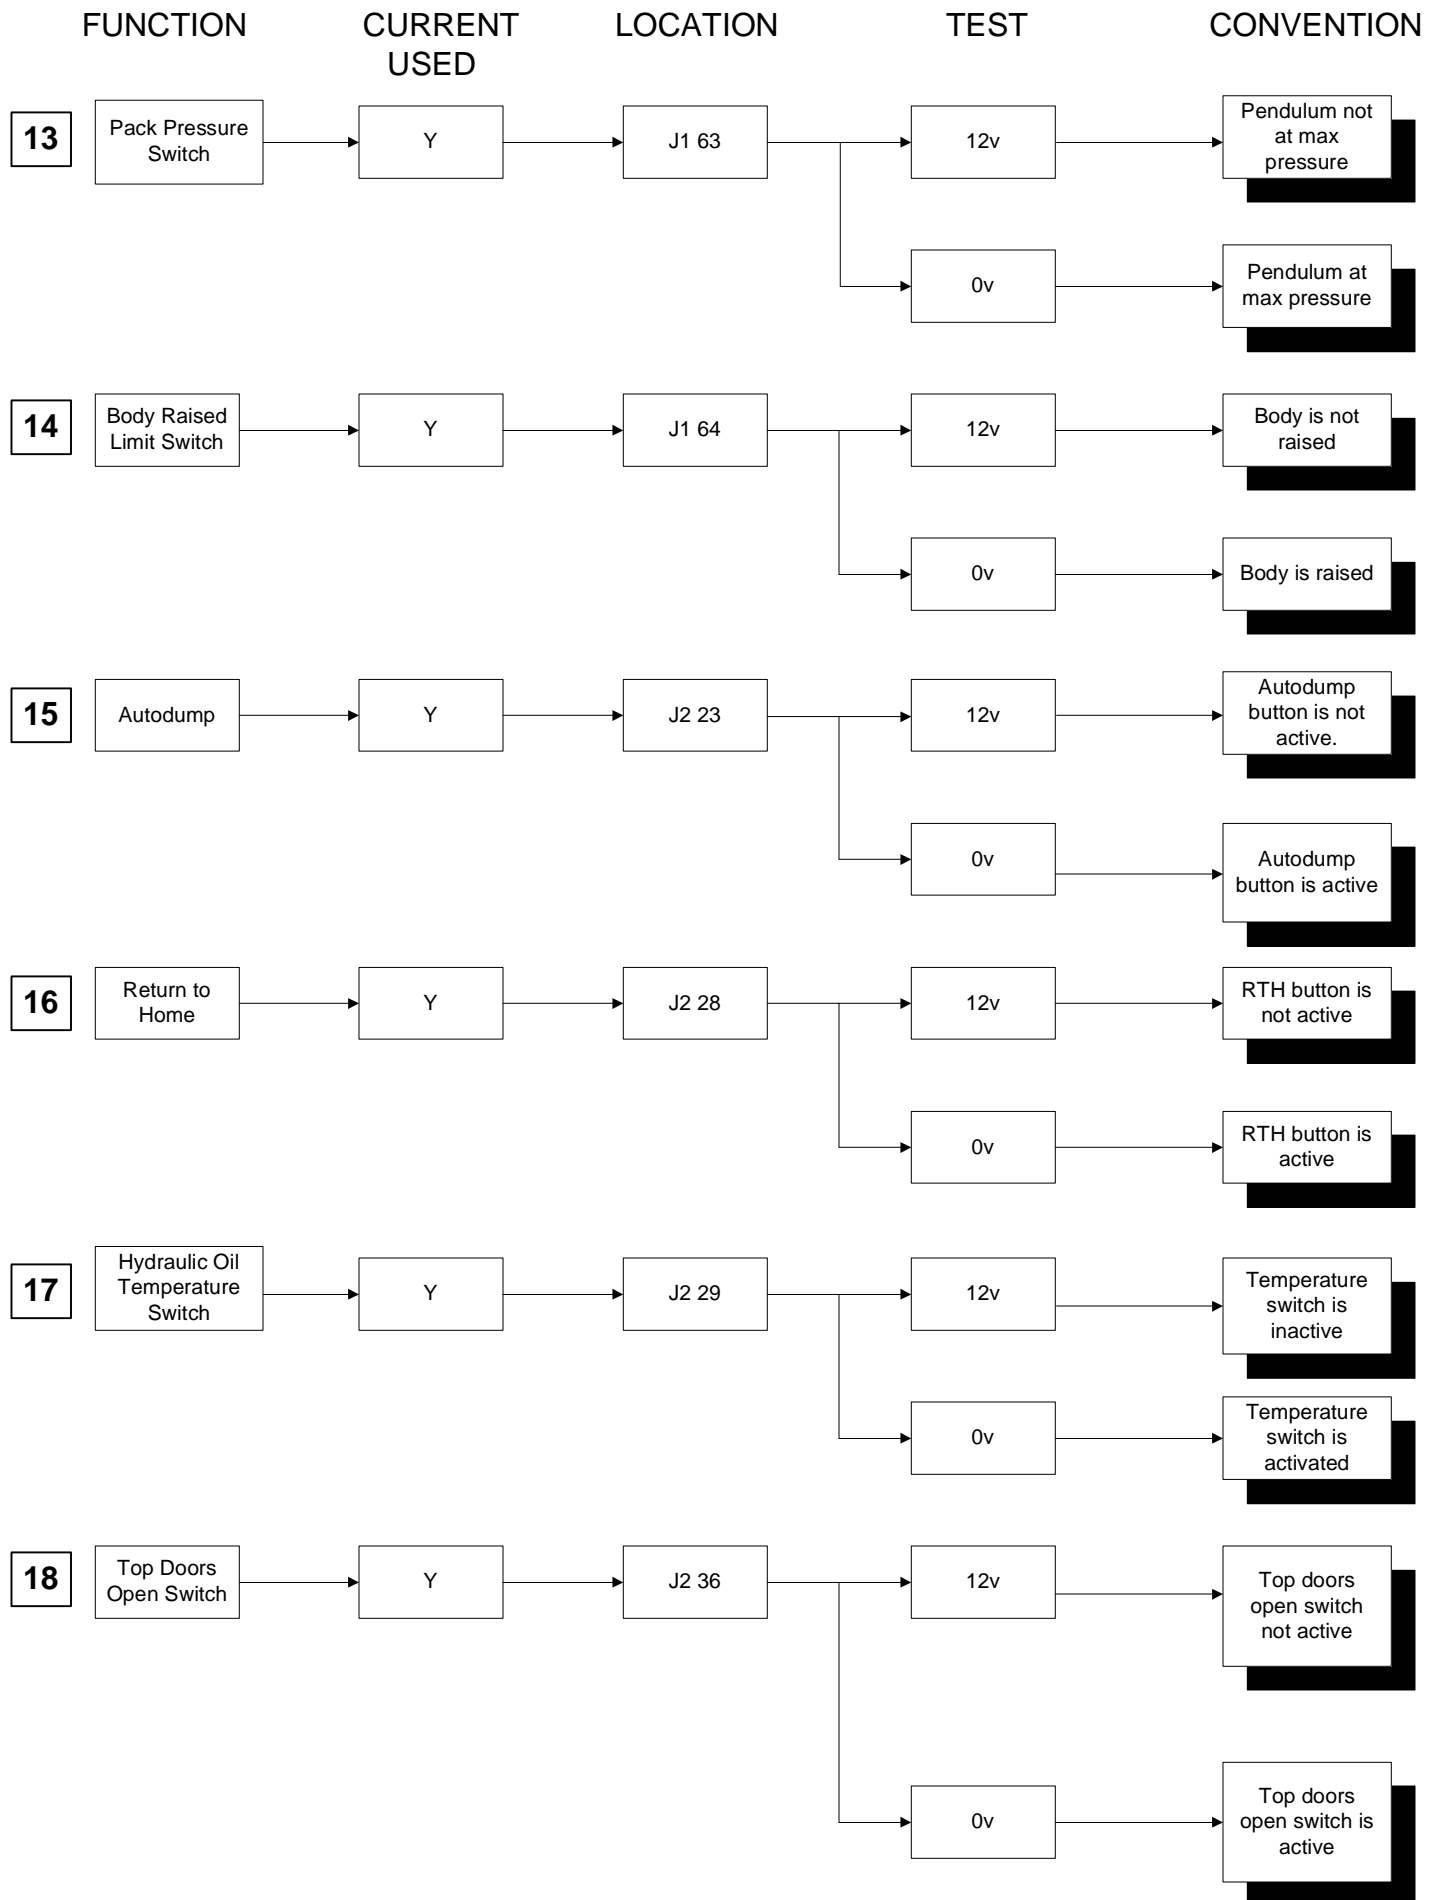 FUNCTION
CURRENT
USED
LOCATION
TEST
CONVENTION
13
Pack Pressure
Switch
Y
J1 63
12v
Pendulum not
at max
pressure
0v
Pendulum at
max pressure
14
Body Raised
Limit Switch
Y
J1 64
12v
Body is not
raised
0v
Body is raised
15
Autodump
Y
J2 23
12v
Autodump
button is not
active.
0v
Autodump
button is active
16
Return to
Home
Y
J2 28
12v
RTH button is
not active
0v
RTH button is
active
17
Hydraulic Oil
Temperature
Switch
Y
J2 29
12v
Temperature
switch is
inactive
0v
Temperature
switch is
activated
18
Top Doors
Open Switch
Y
J2 36
12v
Top doors
open switch
not active
0v
Top doors
open switch is
active